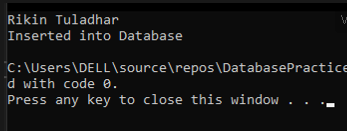 Rikin Tuladhar
Inserted into Database
C:\Users\DELL\source\repos\DatabasePractice
d with code 0.
Press any key to close this window . . .